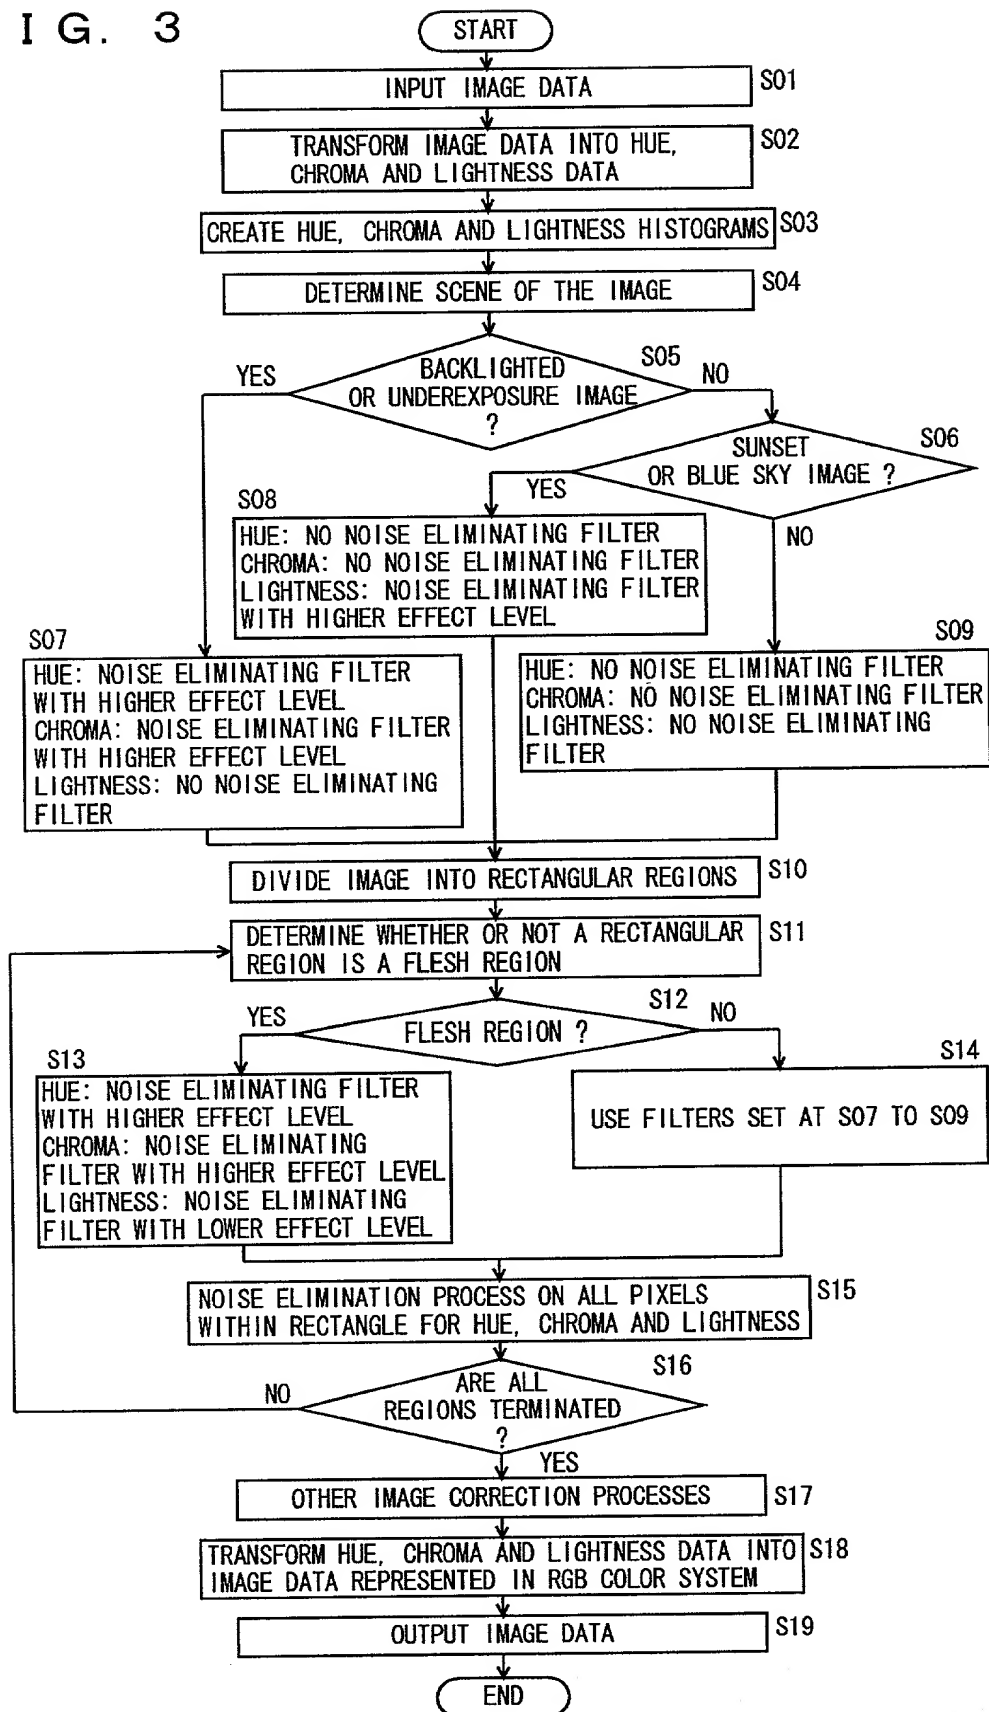 I G. 3
START
INPUT IMAGE DATA
S01
TRANSFORM IMAGE DATA INTO HUE,
CHROMA AND LIGHTNESS DATA
S02
CREATE HUE, CHROMA AND LIGHTNESS HISTOGRAMS
S03
DETERMINE SCENE OF THE IMAGE
S04
BACKLIGHTED
OR UNDEREXPOSURE IMAGE
?
S05
YES
NO
SUNSET
OR BLUE SKY IMAGE ?
S06
YES
NO
S08
HUE: NO NOISE ELIMINATING FILTER
CHROMA: NO NOISE ELIMINATING FILTER
LIGHTNESS: NOISE ELIMINATING FILTER
WITH HIGHER EFFECT LEVEL
S07
HUE: NOISE ELIMINATING FILTER
WITH HIGHER EFFECT LEVEL
CHROMA: NOISE ELIMINATING FILTER
WITH HIGHER EFFECT LEVEL
LIGHTNESS: NO NOISE ELIMINATING
FILTER
S09
HUE: NO NOISE ELIMINATING FILTER
CHROMA: NO NOISE ELIMINATING FILTER
LIGHTNESS: NO NOISE ELIMINATING
FILTER
DIVIDE IMAGE INTO RECTANGULAR REGIONS
S10
DETERMINE WHETHER OR NOT A RECTANGULAR
REGION IS A FLESH REGION
S11
FLESH REGION ?
S12
YES
NO
S13
HUE: NOISE ELIMINATING FILTER
WITH HIGHER EFFECT LEVEL
CHROMA: NOISE ELIMINATING
FILTER WITH HIGHER EFFECT LEVEL
LIGHTNESS: NOISE ELIMINATING
FILTER WITH LOWER EFFECT LEVEL
S14
USE FILTERS SET AT S07 TO S09
NOISE ELIMINATION PROCESS ON ALL PIXELS
WITHIN RECTANGLE FOR HUE, CHROMA AND LIGHTNESS
S15
ARE ALL
REGIONS TERMINATED
?
S16
NO
YES
OTHER IMAGE CORRECTION PROCESSES
S17
TRANSFORM HUE, CHROMA AND LIGHTNESS DATA INTO
IMAGE DATA REPRESENTED IN RGB COLOR SYSTEM
S18
OUTPUT IMAGE DATA
S19
END